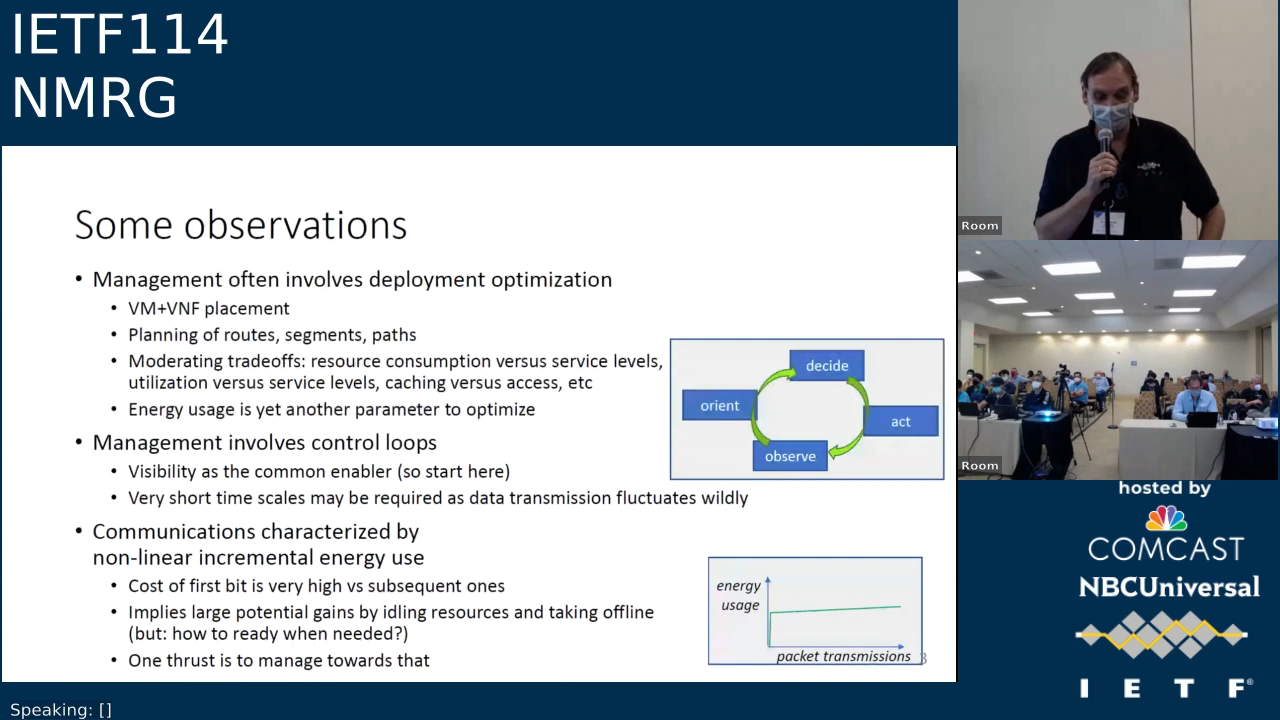 IETF114
NMRG
Some observations
• Management often involves deployment optimization
• VM+VNF placement
• Planning of routes, segments, paths
• Moderating tradeoffs: resource consumption versus service levels,
utilization versus service levels, caching versus access, etc
• Energy usage is yet another parameter to optimize
• Management involves control loops
• Visibility as the common enabler (so start here)
• Very short time scales may be required as data transmission fluctuates wildly
• Communications characterized by
non-linear incremental energy use
• Cost of first bit is very high vs subsequent ones
• Implies large potential gains by idling resources and taking offline
(but: how to ready when needed?)
• One thrust is to manage towards that
decide
orient
act
observe
energy
usage
packet transmissions
3
Room
Room
hosted by
COMCAST
NBCUniversal
I E T F®
Speaking: []